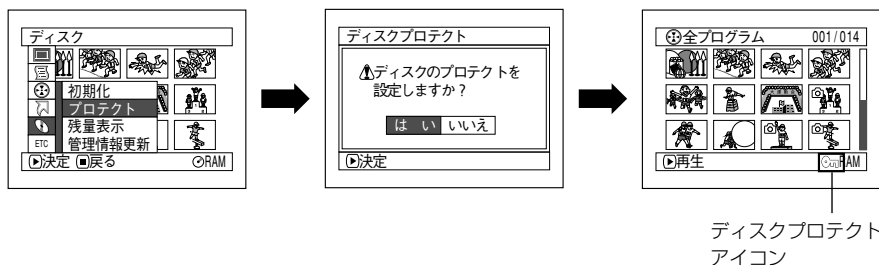 ディスク
初期化
プロテクト
残量表示
管理情報更新
ETC
決定 戻る RAM
ディスクプロテクト
ディスクのプロテクトを
設定しますか？
はい いいえ
決定
全プログラム 001/014
再生 RAM
ディスクプロテクト
アイコン